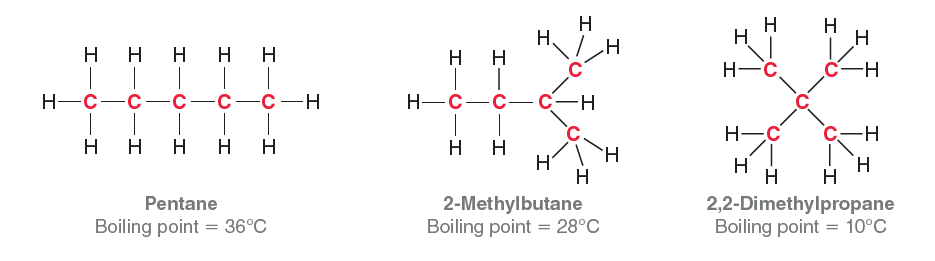 H H H H H
H C C C C C H
H H H H H
Pentane
Boiling point = 36°C
H
H H
H H C
H C C C H
H H C
H H
H
2-Methylbutane
Boiling point = 28°C
H H
H H
H C C H
C
H C C H
H H
H H
2,2-Dimethylpropane
Boiling point = 10°C